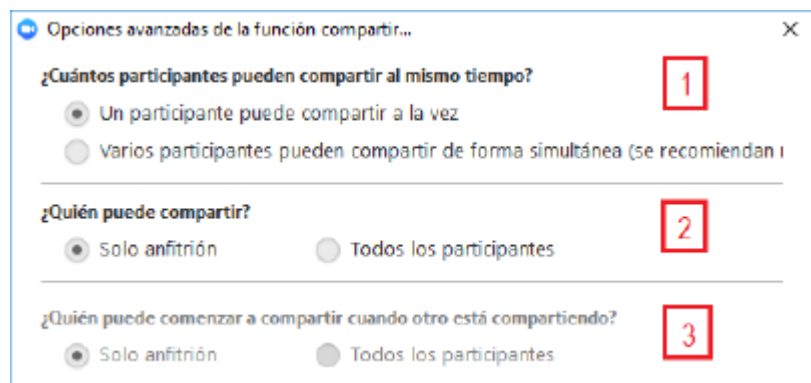 Opciones avanzadas de la función compartir...
¿Cuántos participantes pueden compartir al mismo tiempo?
1
Un participante puede compartir a la vez
Varios participantes pueden compartir de forma simultánea (se recomiendan
¿Quién puede compartir?
2
Solo anfitrión Todos los participantes
¿Quién puede comenzar a compartir cuando otro está compartiendo?
3
Solo anfitrión Todos los participantes